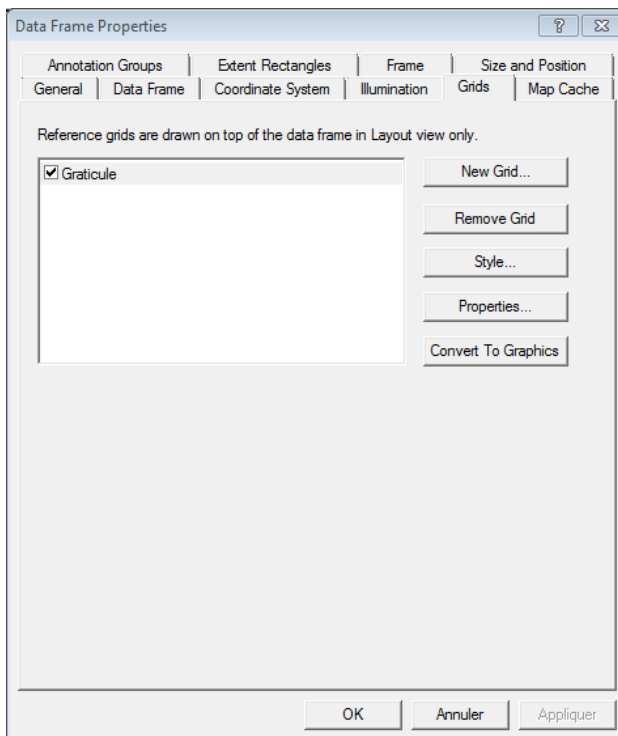 Data Frame Properties
Annotation Groups Extent Rectangles Frame Size and Position
General Data Frame Coordinate System Illumination Grids Map Cache
Reference grids are drawn on top of the data frame in Layout view only.
Graticule
New Grid...
Remove Grid
Style...
Properties...
Convert To Graphics
OK Annuler Appliquer